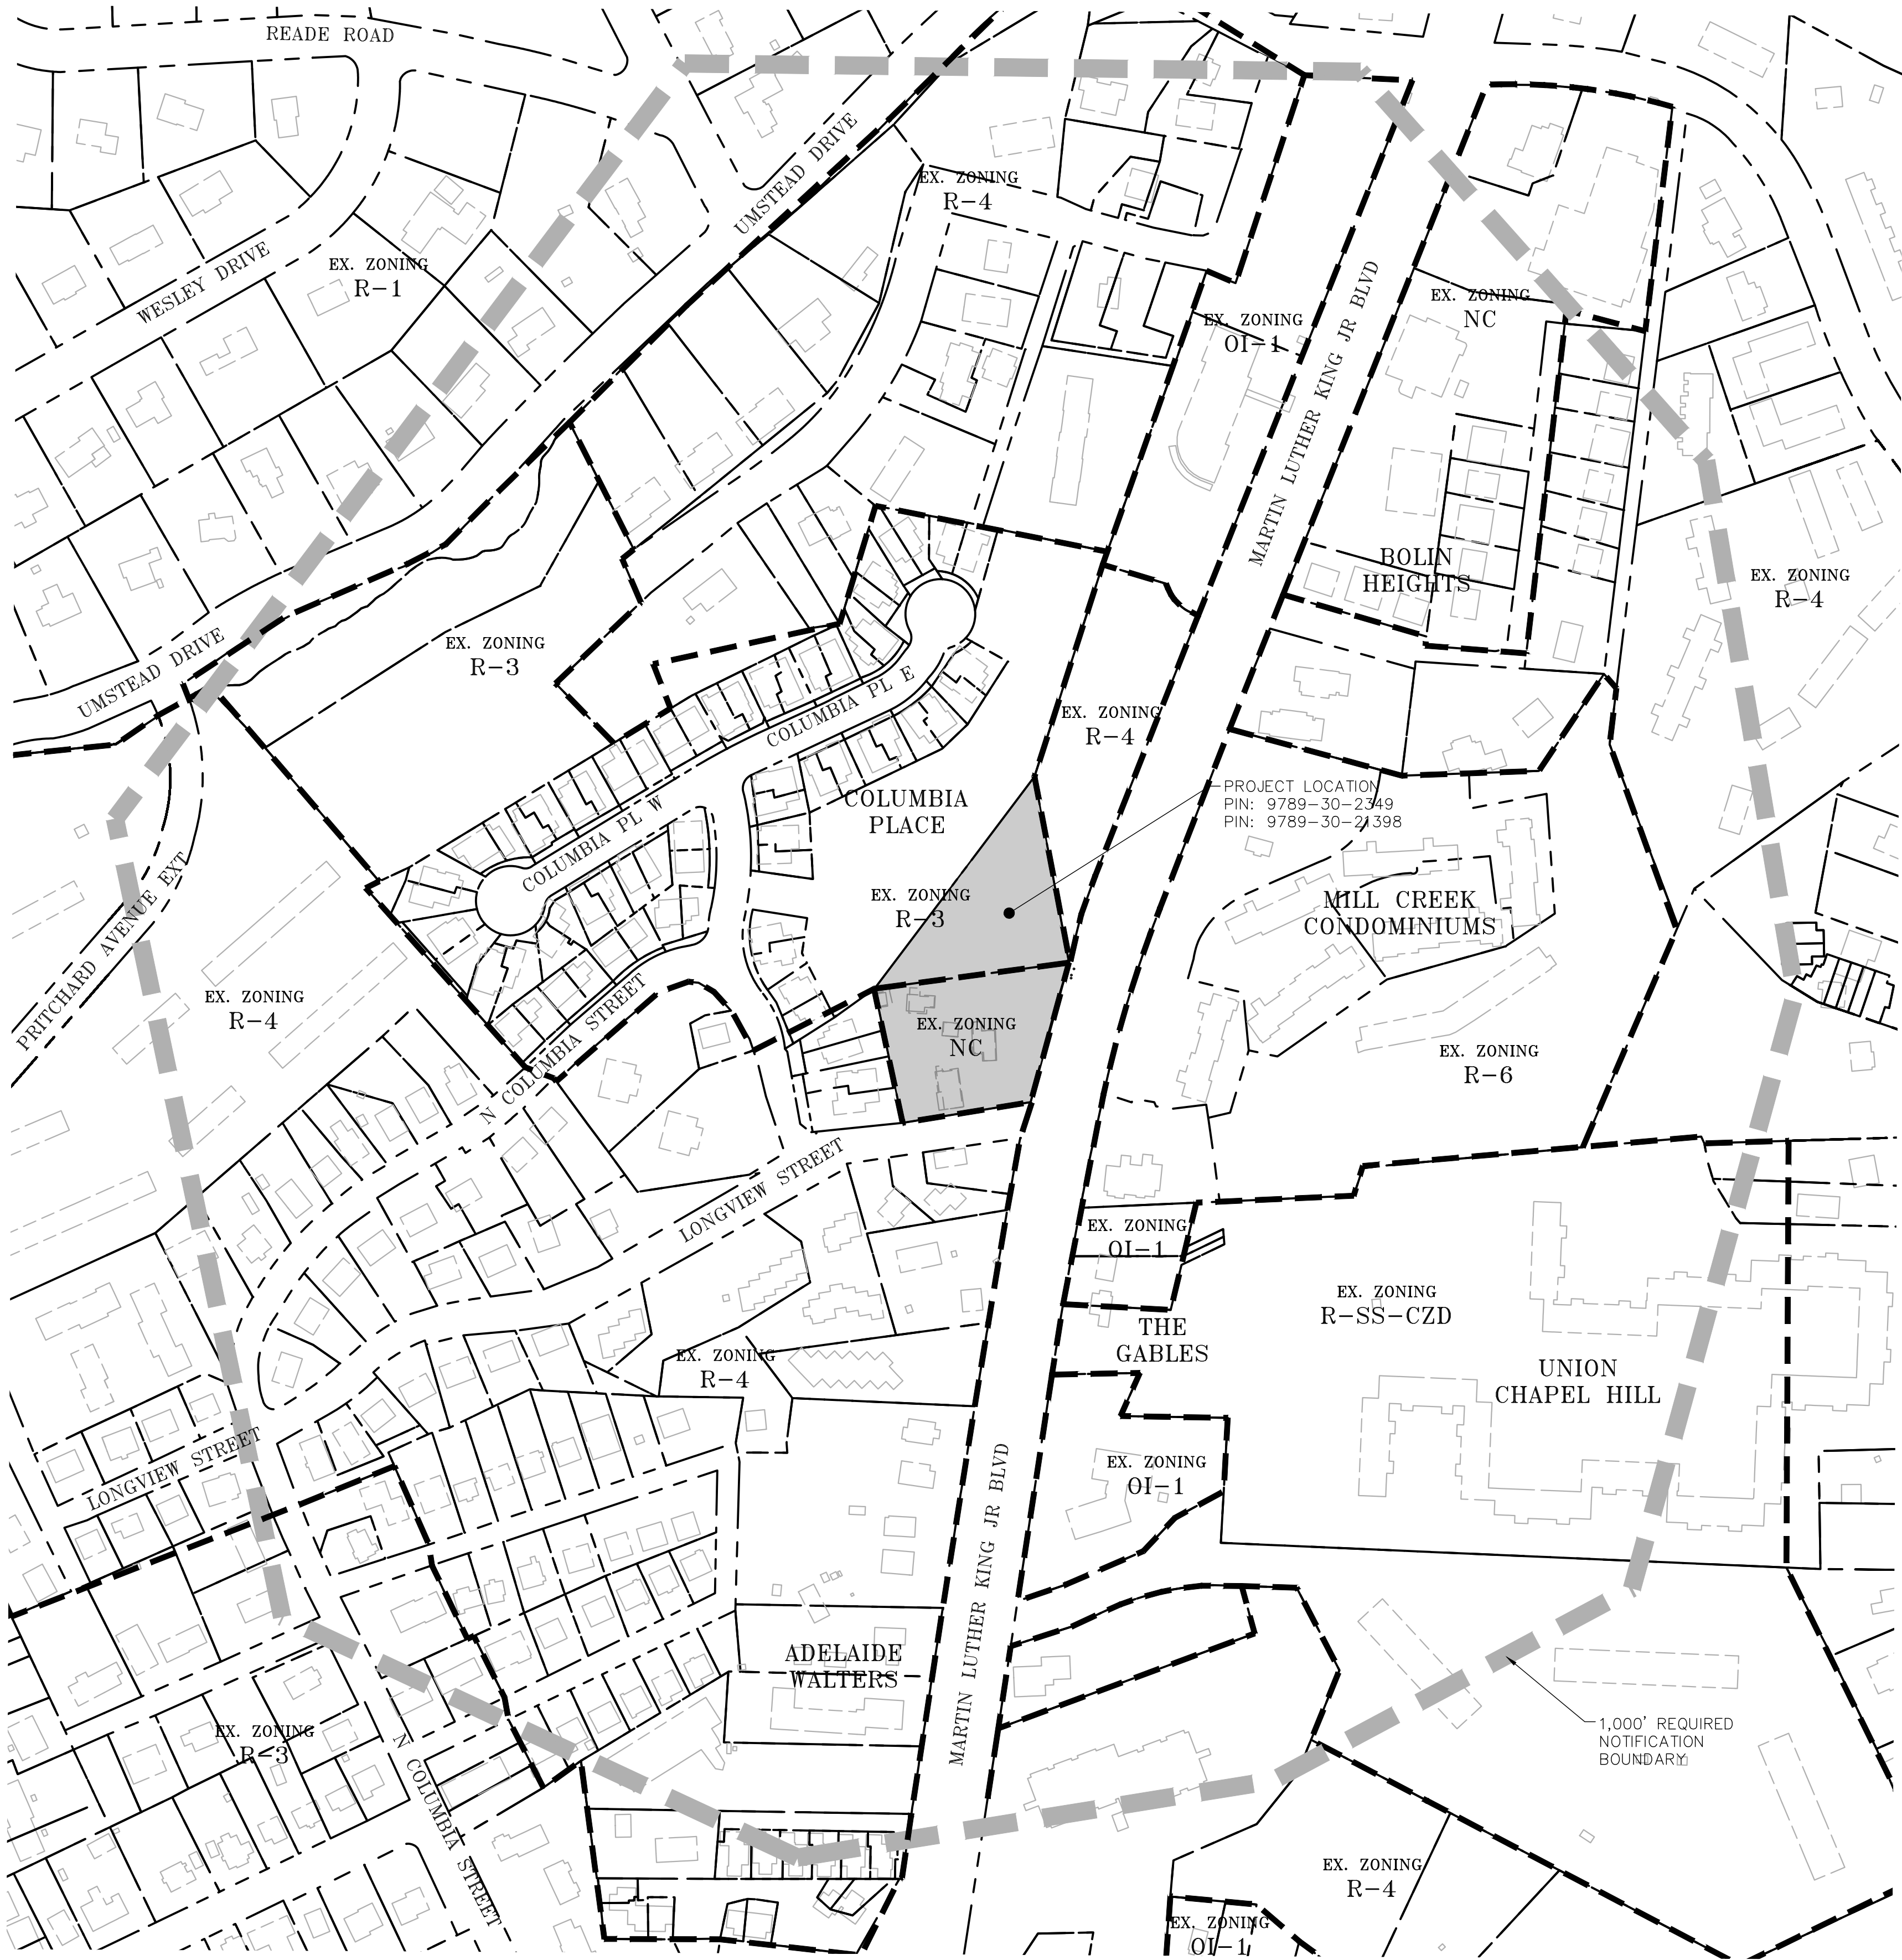 READE ROAD
UMSTEAD DRIVE
EX. ZONING
R-4
WESLEY DRIVE
EX. ZONING
R-1
EX. ZONING
OI-1
MARTIN LUTHER KING JR BLVD
EX. ZONING
NC
BOLIN
HEIGHTS
EX. ZONING
R-4
UMSTEAD DRIVE
EX. ZONING
R-3
COLUMBIA PL E
EX. ZONING
R-4
PROJECT LOCATION
PIN: 9789-30-2349
PIN: 9789-30-21398
COLUMBIA
PLACE
COLUMBIA PL W
EX. ZONING
R-3
MILL CREEK
CONDOMINIUMS
PRITCHARD AVENUE EXT
EX. ZONING
R-4
N COLUMBIA STREET
EX. ZONING
NC
EX. ZONING
R-6
LONGVIEW STREET
EX. ZONING
OI-1
EX. ZONING
R-SS-CZD
THE
GABLES
EX. ZONING
R-4
UNION
CHAPEL HILL
LONGVIEW STREET
EX. ZONING
OI-1
MARTIN LUTHER KING JR BLVD
ADELAIDE
WALTERS
EX. ZONING
R-3
N COLUMBIA STREET
1,000' REQUIRED
NOTIFICATION
BOUNDARY
EX. ZONING
R-4
EX. ZONING
OI-1